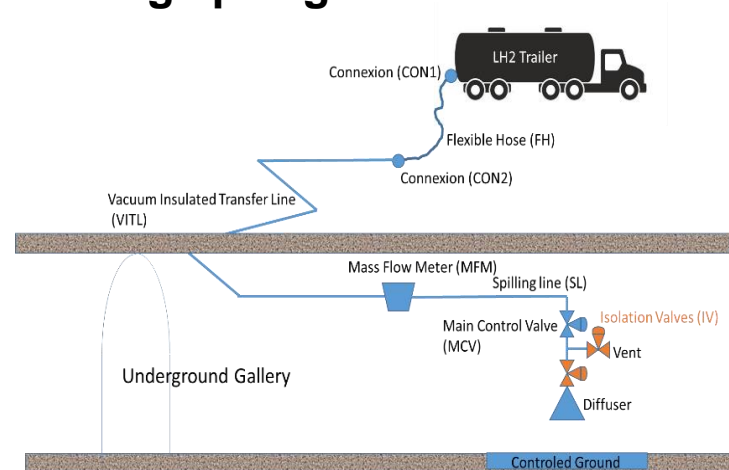 LH2 Trailer
Connexion (CON1)
Flexible Hose (FH)
Connexion (CON2)
Vacuum Insulated Transfer Line
(VITL)
Mass Flow Meter (MFM)
Spilling line (SL)
Isolation Valves (IV)
Main Control Valve
(MCV)
Vent
Underground Gallery
Diffuser
Controled Ground